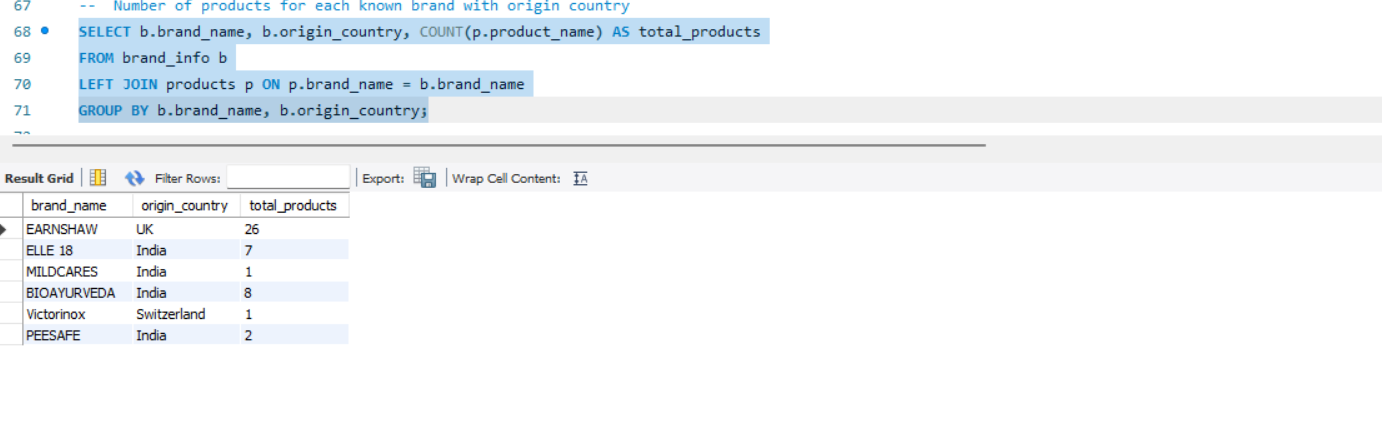 67 -- Number of products for each known brand with origin country
68 SELECT b.brand_name, b.origin_country, COUNT(p.product_name) AS total_products
69 FROM brand_info b
70 LEFT JOIN products p ON p.brand_name = b.brand_name
71 GROUP BY b.brand_name, b.origin_country;
Result Grid Filter Rows: Export: Wrap Cell Content: IA
brand_name origin_country total_products
EARNSHAW UK 26
ELLE 18 India 7
MILDCARES India 1
BIOAYURVEDA India 8
Victorinox Switzerland 1
PEESAFE India 2